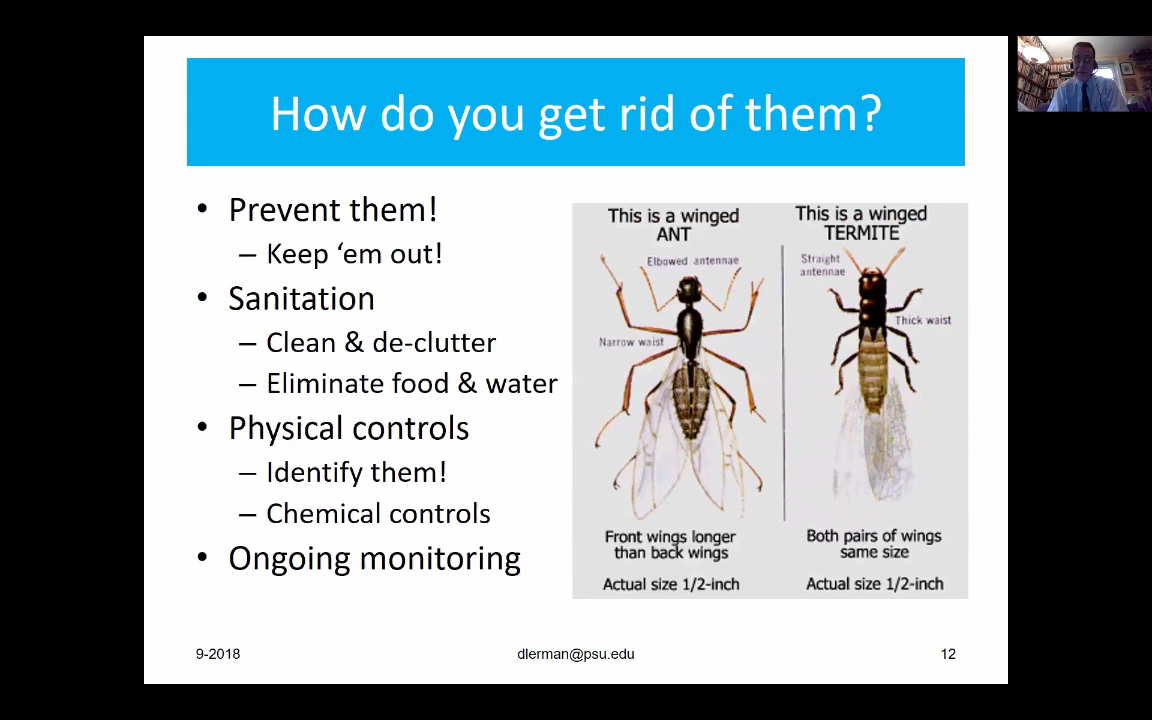 How do you get rid of them?
• Prevent them!
– Keep ‘em out!
• Sanitation
– Clean & de-clutter
– Eliminate food & water
• Physical controls
– Identify them!
– Chemical controls
• Ongoing monitoring
This is a winged
ANT
Elbowed antennae
Narrow waist
Front wings longer
than back wings
Actual size 1/2-inch
This is a winged
TERMITE
Straight
antennae
Thick waist
Both pairs of wings
same size
Actual size 1/2-inch
9-2018
dlerman@psu.edu
12